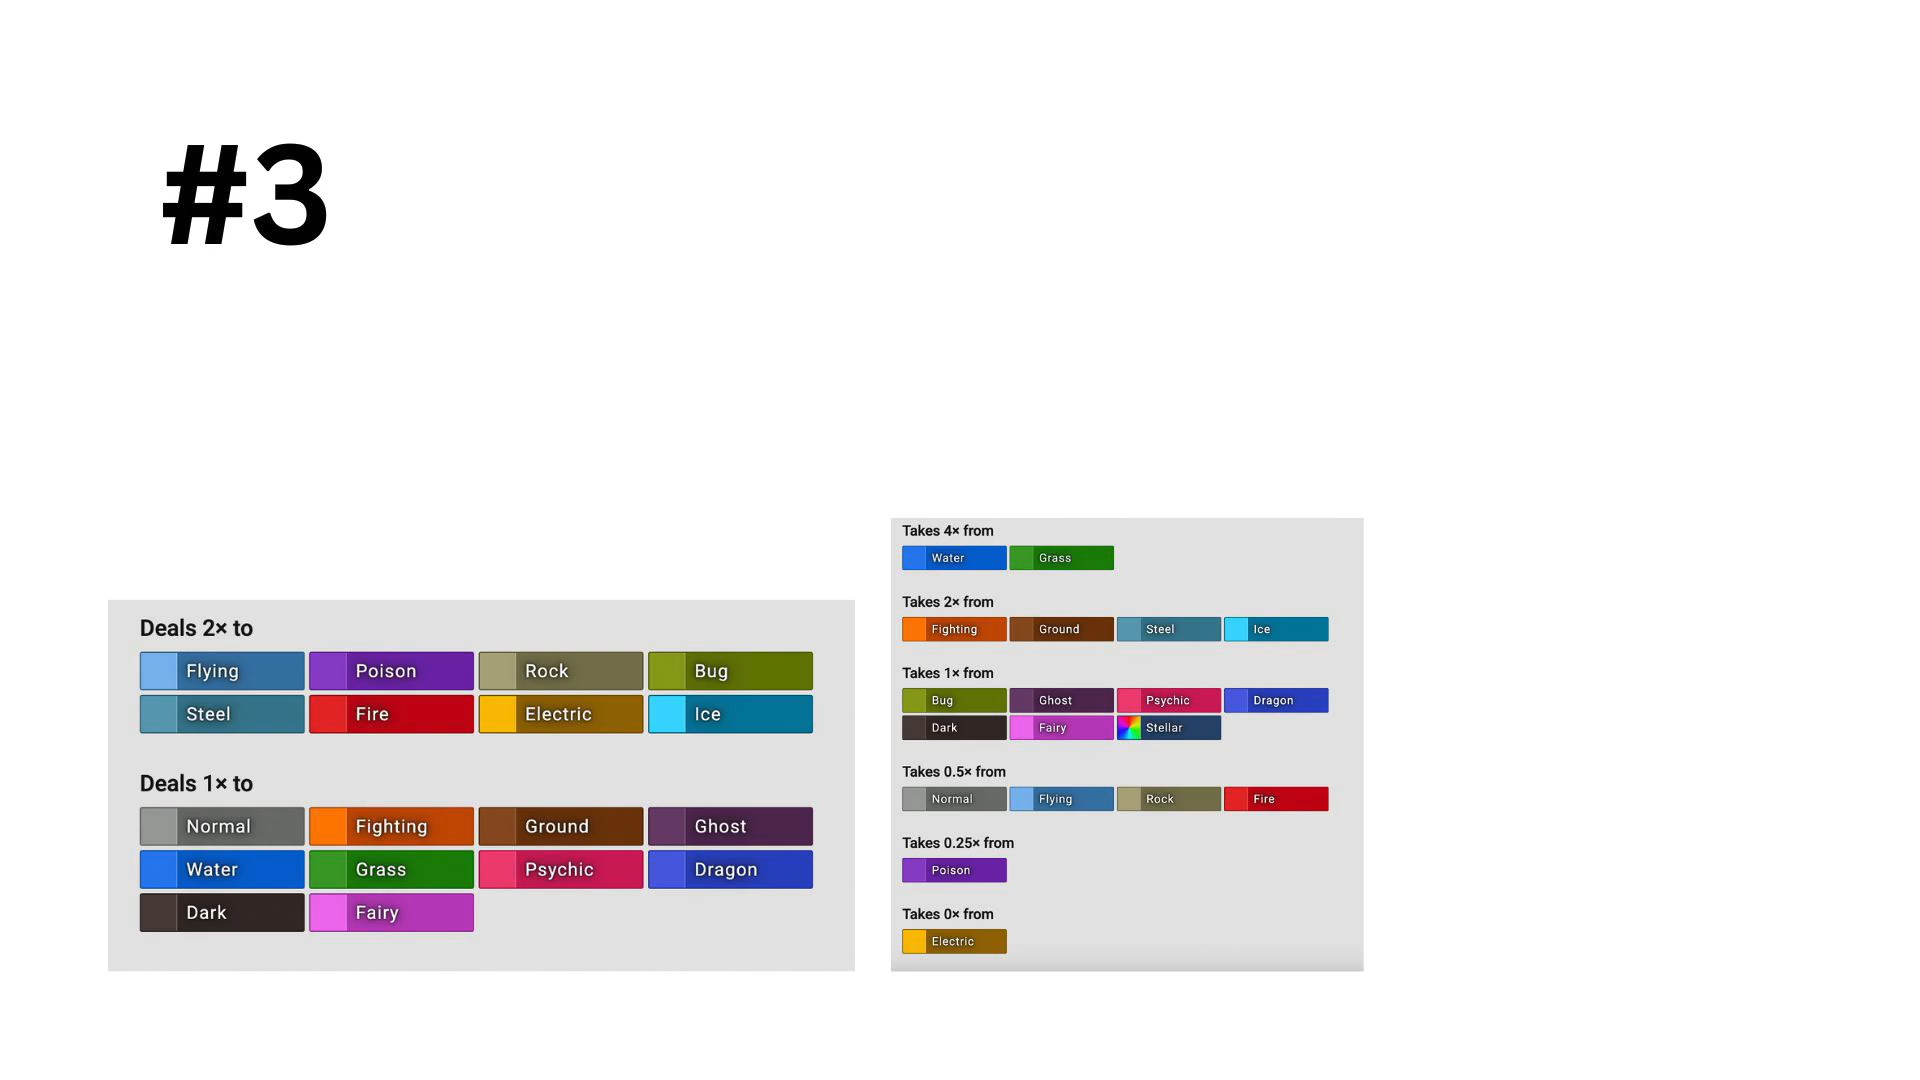 #3
Deals 2× to
Flying Poison Rock Bug
Steel Fire Electric Ice
Deals 1× to
Normal Fighting Ground Ghost
Water Grass Psychic Dragon
Dark Fairy
Takes 4× from
Water Grass
Takes 2× from
Fighting Ground Steel Ice
Takes 1× from
Bug Ghost Psychic Dragon
Dark Fairy Stellar
Takes 0.5× from
Normal Flying Rock Fire
Takes 0.25× from
Poison
Takes 0× from
Electric